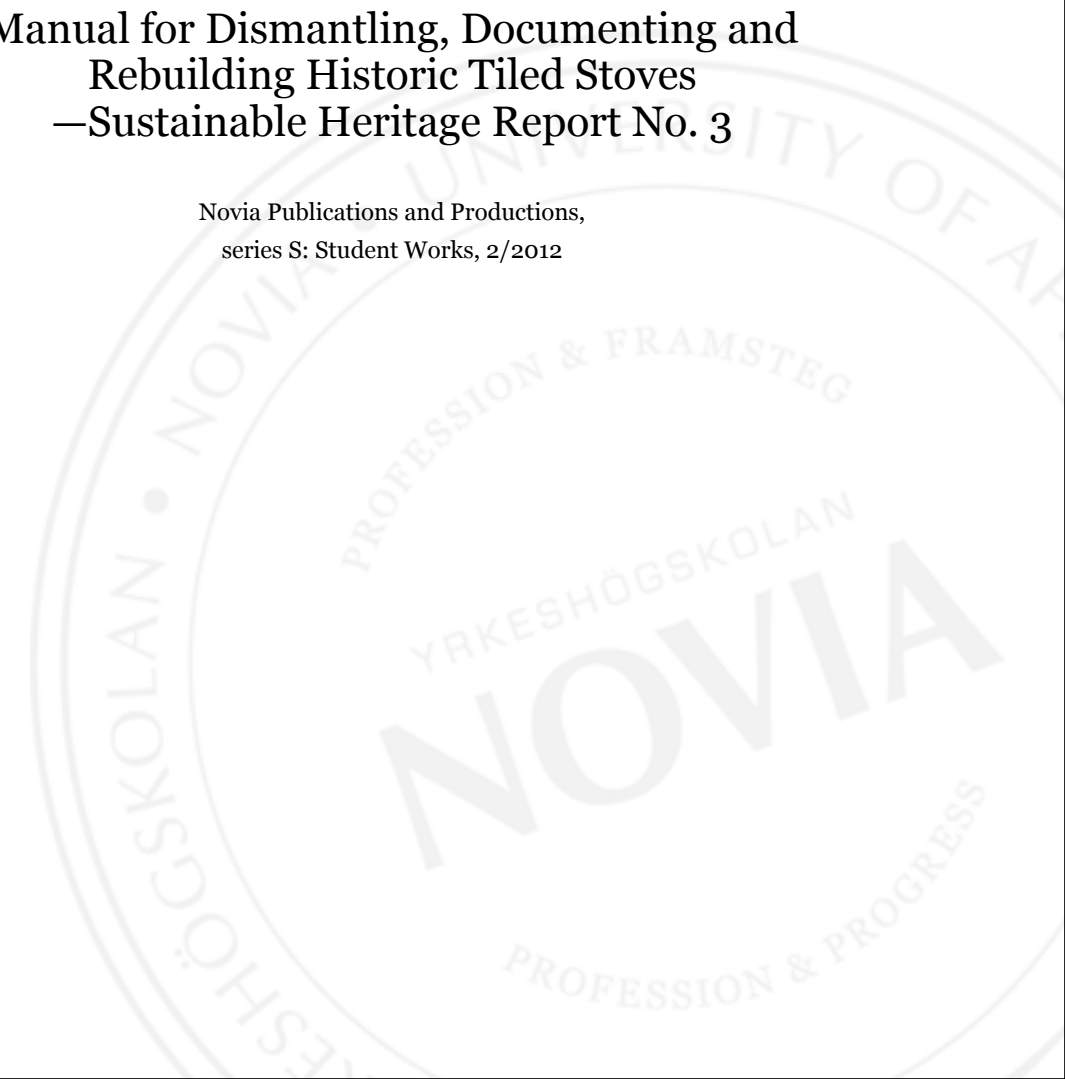 Manual for Dismantling, Documenting and
Rebuilding Historic Tiled Stoves
—Sustainable Heritage Report No. 3
Novia Publications and Productions,
series S: Student Works, 2/2012
NOVIA • UNIVERSITY OF
PROFESSION & FRAMSTEG
YRKESHÖGSKOLAN
NOVIA
PROFESSION & PROGRESS